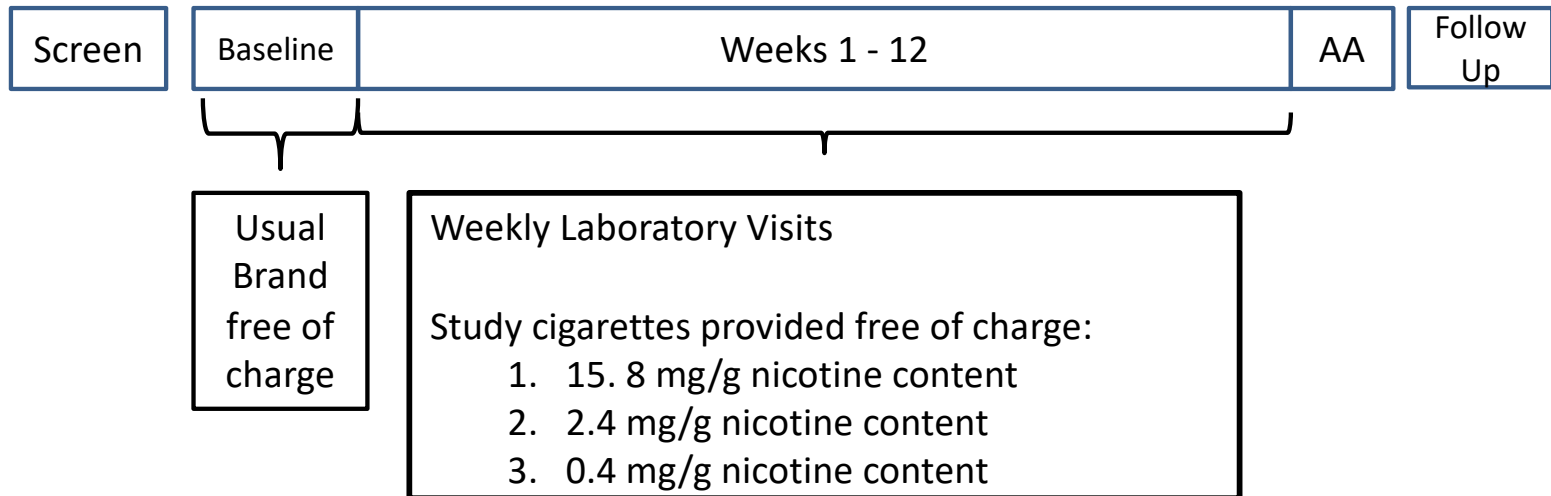 Screen
Baseline
Weeks 1 - 12
AA
Follow
Up
Usual
Brand
free of
charge
Weekly Laboratory Visits
Study cigarettes provided free of charge:
1. 15. 8 mg/g nicotine content
2. 2.4 mg/g nicotine content
3. 0.4 mg/g nicotine content